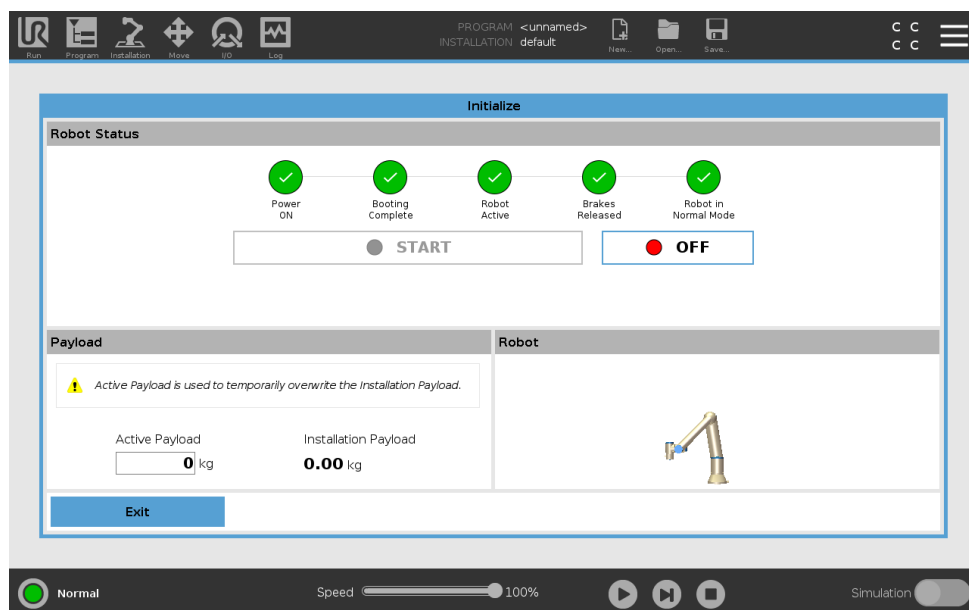 UR
Run
Program
Installation
Move
I/O
Log
PROGRAM <unnamed>
INSTALLATION default
New...
Open...
Save...
C C
C C
Initialize
Robot Status
Power
ON
Booting
Complete
Robot
Active
Brakes
Released
Robot in
Normal Mode
START
OFF
Payload
Robot
Active Payload is used to temporarily overwrite the Installation Payload.
Active Payload
Installation Payload
0 kg
0.00 kg
Exit
Normal
Speed
100%
Simulation